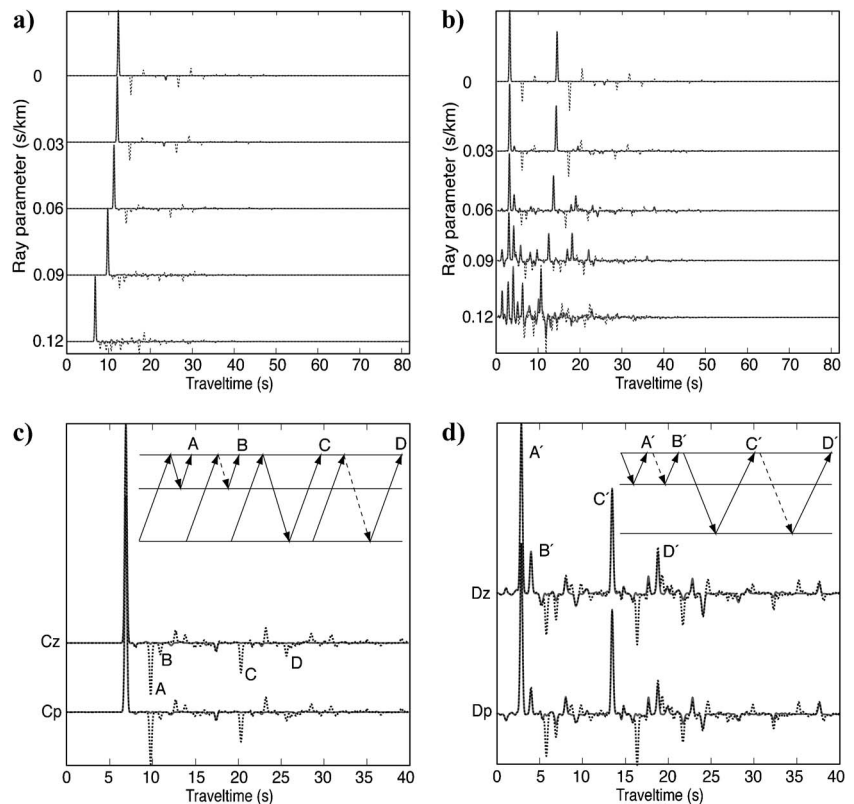 a)
Ray parameter (s/km)
0
0.03
0.06
0.09
0.12
0 10 20 30 40 50 60 70 80
Traveltime (s)
b)
Ray parameter (s/km)
0
0.03
0.06
0.09
0.12
0 10 20 30 40 50 60 70 80
Traveltime (s)
c)
A B C D
Cz
B
C D
A
Cp
0 5 10 15 20 25 30 35 40
Traveltime (s)
d)
A´ B´ C´ D´
A´
C´
B´ D´
Dz
Dp
0 5 10 15 20 25 30 35 40
Traveltime (s)